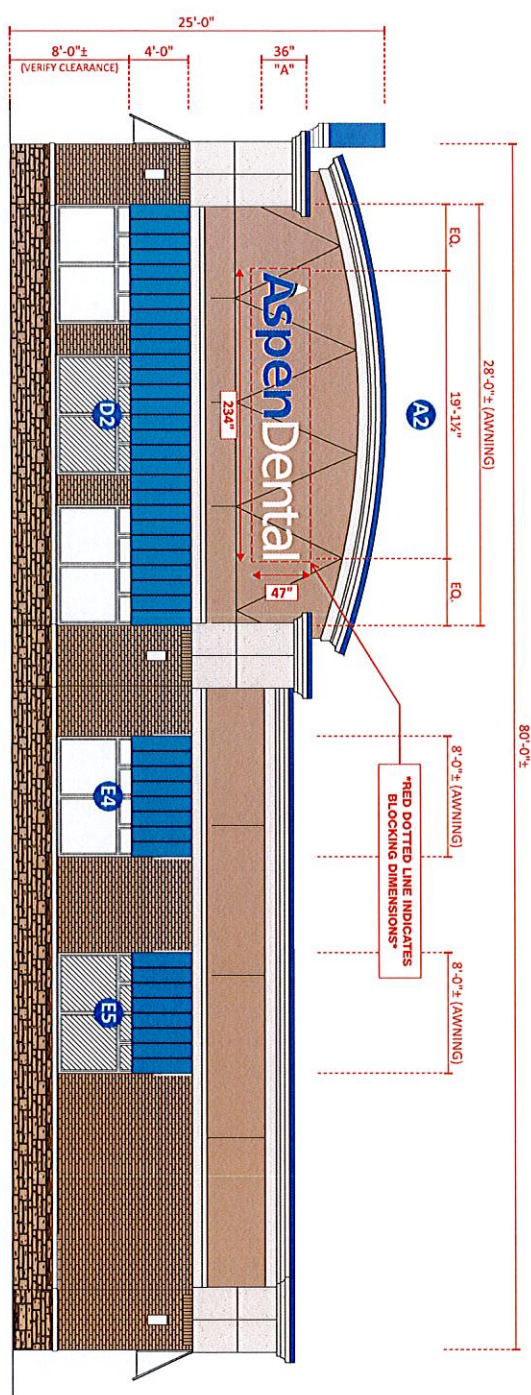 80'-0"±
28'-0"± (AWNING)
EQ.
19'-1½"
EQ.
A2
8'-0"± (AWNING)
8'-0"± (AWNING)
*RED DOTTED LINE INDICATES
BLOCKING DIMENSIONS*
25'-0"
36"
"A"
4'-0"
8'-0"±
(VERIFY CLEARANCE)
AspenDental
47"
234"
D2
E4
E5